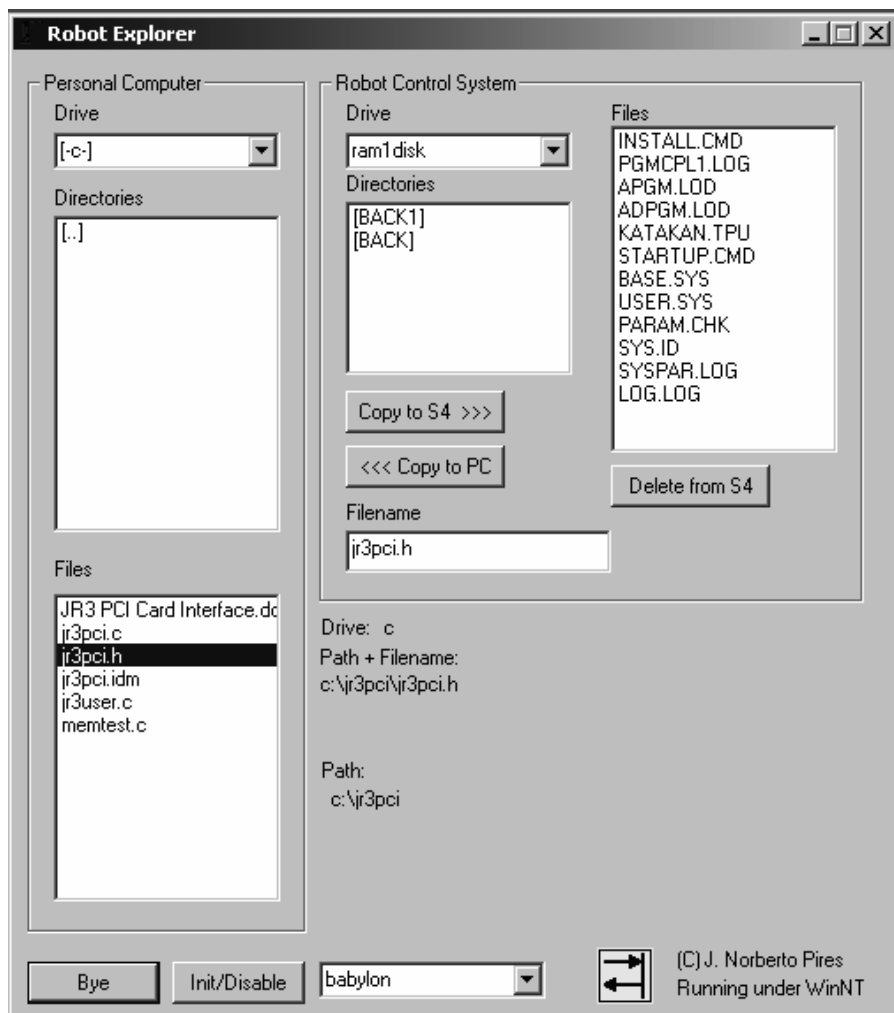 Robot Explorer
Personal Computer
Drive
[-c-]
Directories
[..]
Files
JR3 PCI Card Interface.dc
jr3pci.c
jr3pci.h
jr3pci.idm
jr3user.c
memtest.c
Robot Control System
Drive
ram1disk
Directories
[BACK1]
[BACK]
Copy to S4 >>>
<<< Copy to PC
Filename
jr3pci.h
Files
INSTALL.CMD
PGMCPL1.LOG
APGM.LOD
ADPGM.LOD
KATAKAN.TPU
STARTUP.CMD
BASE.SYS
USER.SYS
PARAM.CHK
SYS.ID
SYSPAR.LOG
LOG.LOG
Delete from S4
Drive: c
Path + Filename:
c:\jr3pci\jr3pci.h
Path:
c:\jr3pci
Bye
Init/Disable
babylon
(C) J. Norberto Pires
Running under WinNT